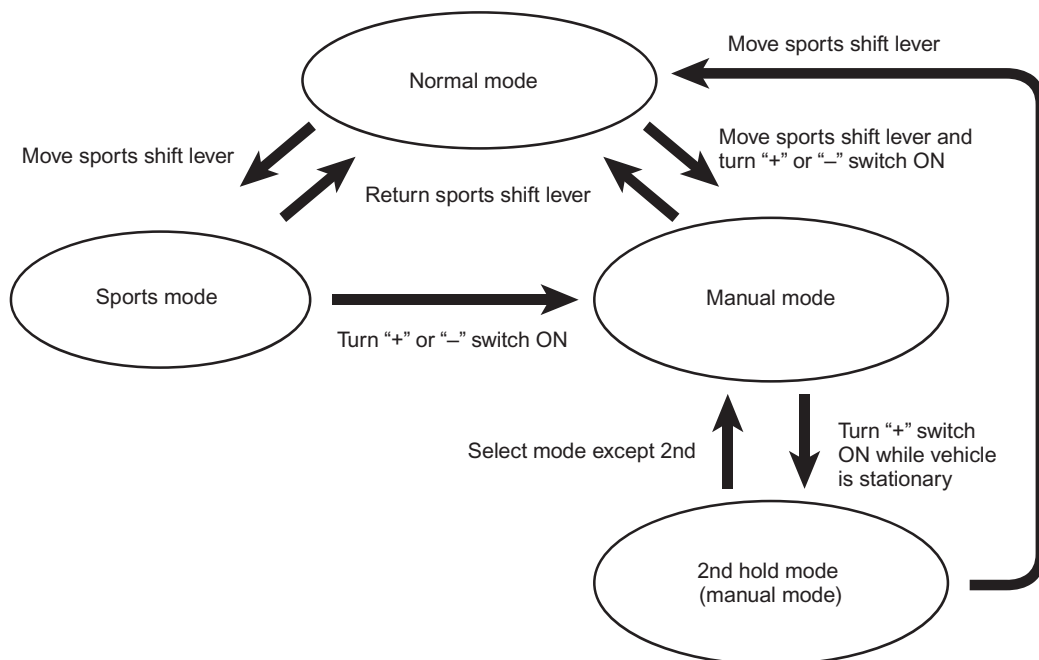 Move sports shift lever
Normal mode
Move sports shift lever
Move sports shift lever and
turn “+” or “–” switch ON
Return sports shift lever
Sports mode
Manual mode
Turn “+” or “–” switch ON
Select mode except 2nd
Turn “+” switch
ON while vehicle
is stationary
2nd hold mode
(manual mode)